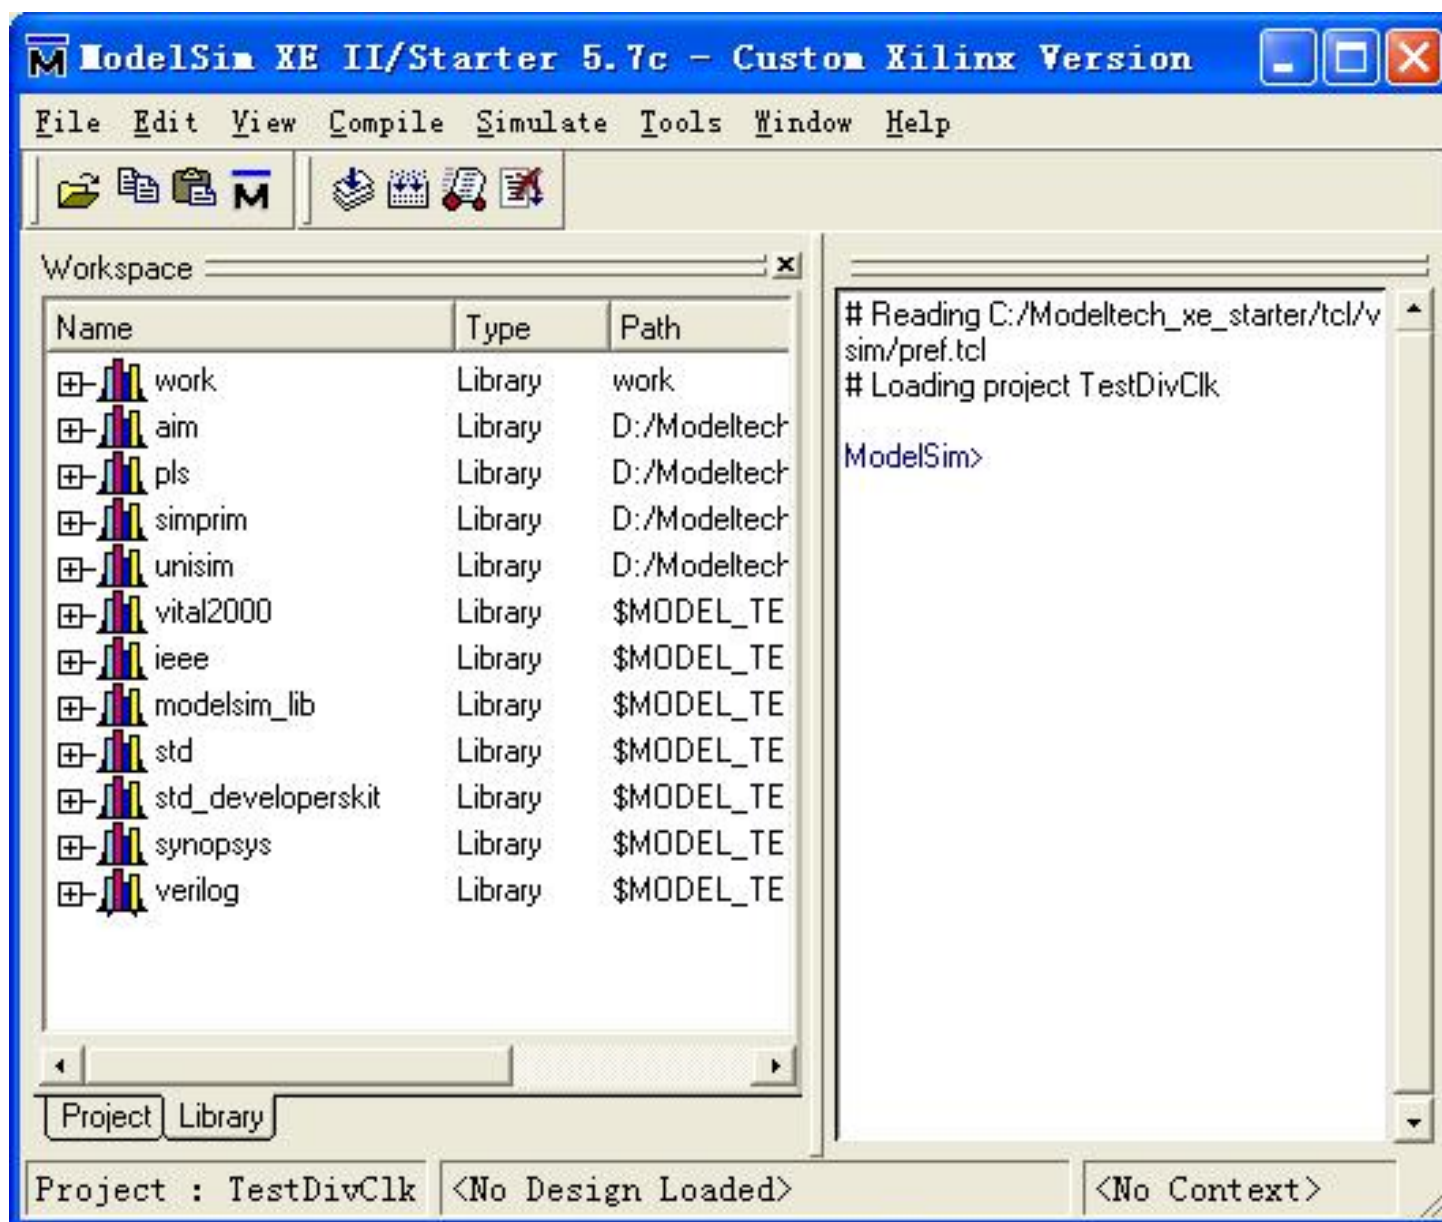 ModelSim XE II/Starter 5.7c - Custom Xilinx Version
File Edit View Compile Simulate Tools Window Help
Workspace
Name Type Path
work Library work
aim Library D:/Modeltech
pls Library D:/Modeltech
simprim Library D:/Modeltech
unisim Library D:/Modeltech
vital2000 Library $MODEL_TE
ieee Library $MODEL_TE
modelsim_lib Library $MODEL_TE
std Library $MODEL_TE
std_developerskit Library $MODEL_TE
synopsys Library $MODEL_TE
verilog Library $MODEL_TE
Project Library
# Reading C:/Modeltech_xe_starter/tcl/v
sim/pref.tcl
# Loading project TestDivClk
ModelSim>
Project : TestDivClk <No Design Loaded> <No Context>